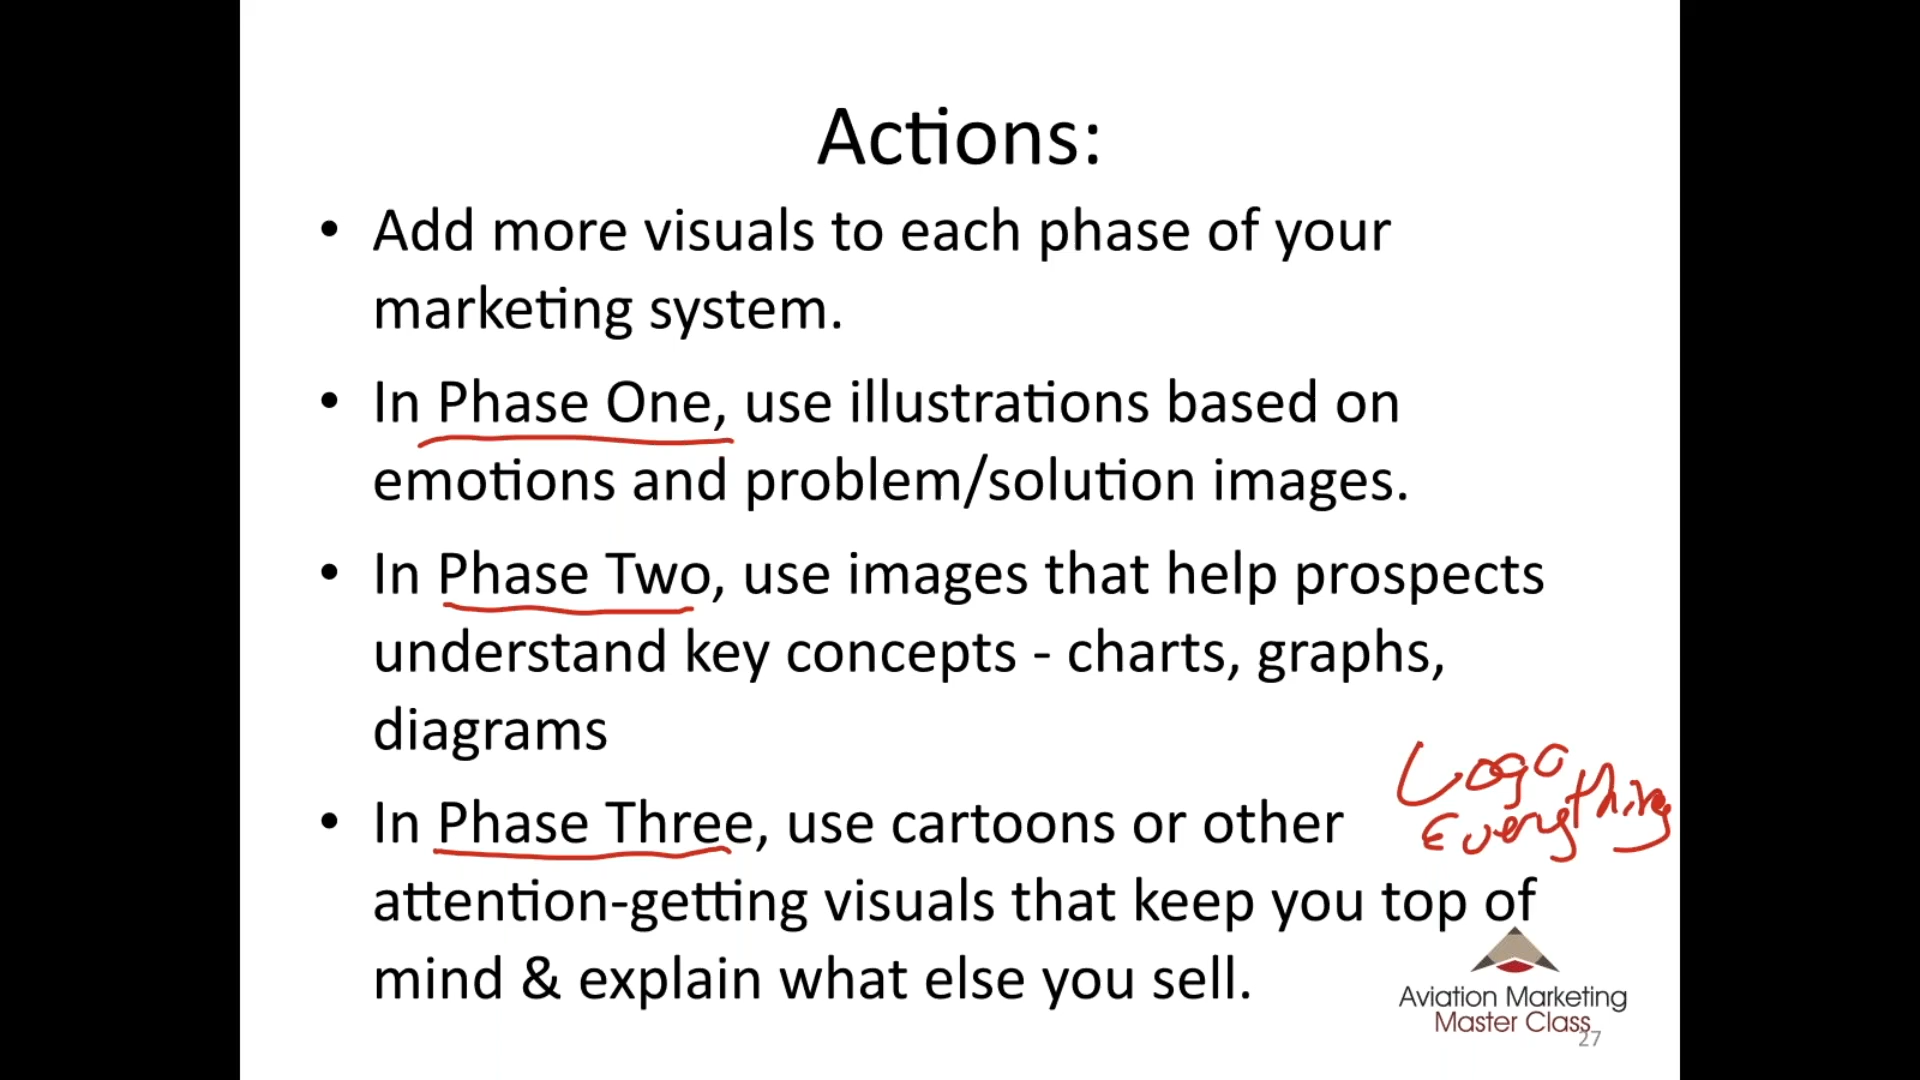 Actions:
• Add more visuals to each phase of your
marketing system.
• In Phase One, use illustrations based on
emotions and problem/solution images.
• In Phase Two, use images that help prospects
understand key concepts - charts, graphs,
diagrams
• In Phase Three, use cartoons or other
attention-getting visuals that keep you top of
mind & explain what else you sell.
Logo
Everything
Aviation Marketing
Master Class
27